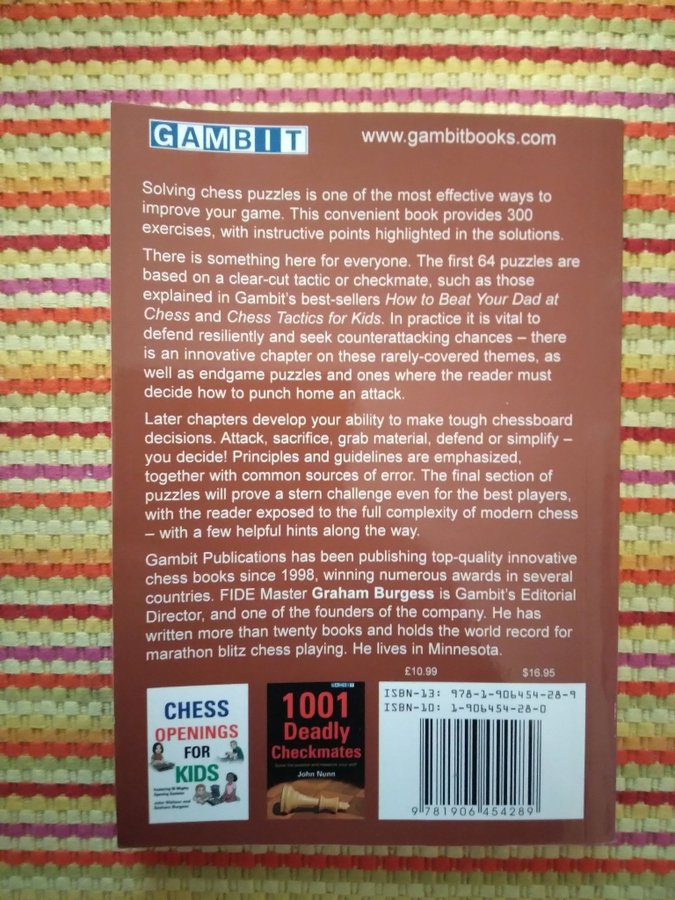 GAMBIT
www.gambitbooks.com
Solving chess puzzles is one of the most effective ways to
improve your game. This convenient book provides 300
exercises, with instructive points highlighted in the solutions.
There is something here for everyone. The first 64 puzzles are
based on a clear-cut tactic or checkmate, such as those
explained in Gambit's best-sellers How to Beat Your Dad at
Chess and Chess Tactics for Kids. In practice it is vital to
defend resiliently and seek counterattacking chances – there
is an innovative chapter on these rarely-covered themes, as
well as endgame puzzles and ones where the reader must
decide how to punch home an attack.
Later chapters develop your ability to make tough chessboard
decisions. Attack, sacrifice, grab material, defend or simplify –
you decide! Principles and guidelines are emphasized,
together with common sources of error. The final section of
puzzles will prove a stern challenge even for the best players,
with the reader exposed to the full complexity of modern chess
– with a few helpful hints along the way.
Gambit Publications has been publishing top-quality innovative
chess books since 1998, winning numerous awards in several
countries. FIDE Master Graham Burgess is Gambit's Editorial
Director, and one of the founders of the company. He has
written more than twenty books and holds the world record for
marathon blitz chess playing. He lives in Minnesota.
£10.99
$16.95
CHESS
OPENINGS
FOR
KIDS
John Watson and
Graham Burgess
GAMBIT
1001
Deadly
Checkmates
John Nunn
ISBN-13: 978-1-906454-28-9
ISBN-10: 1-906454-28-0
9 781906 454289